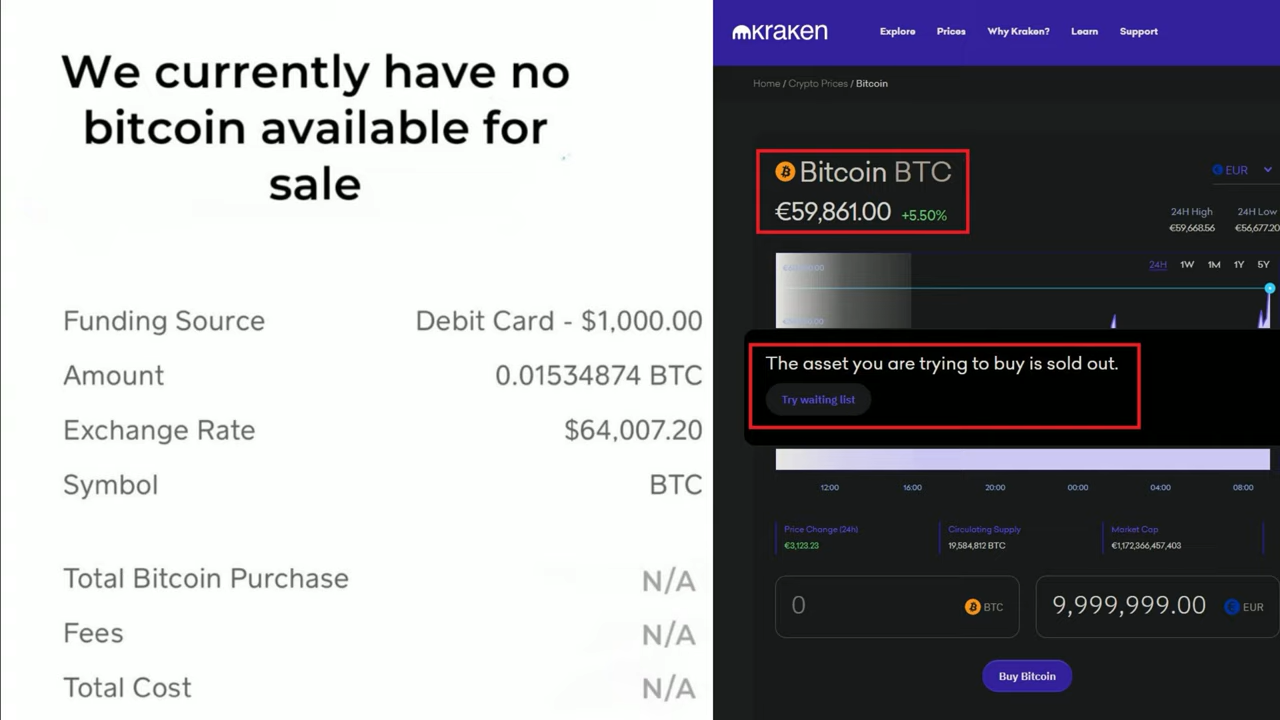 We currently have no
bitcoin available for
sale
Funding Source Debit Card - $1,000.00
Amount 0.01534874 BTC
Exchange Rate $64,007.20
Symbol BTC
Total Bitcoin Purchase N/A
Fees N/A
Total Cost N/A
kraken Explore Prices Why Kraken? Learn Support
Home / Crypto Prices / Bitcoin
Bitcoin BTC
EUR
€59,861.00 +5.50%
24H High 24H Low
€59,668.56 €56,677.20
24H 1W 1M 1Y 5Y
The asset you are trying to buy is sold out.
Try waiting list
12:00 16:00 20:00 00:00 04:00 08:00
Price Change (24h) Circulating Supply Market Cap
€3,123.23 19,584,812 BTC €1,172,366,457,403
0 BTC 9,999,999.00 EUR
Buy Bitcoin